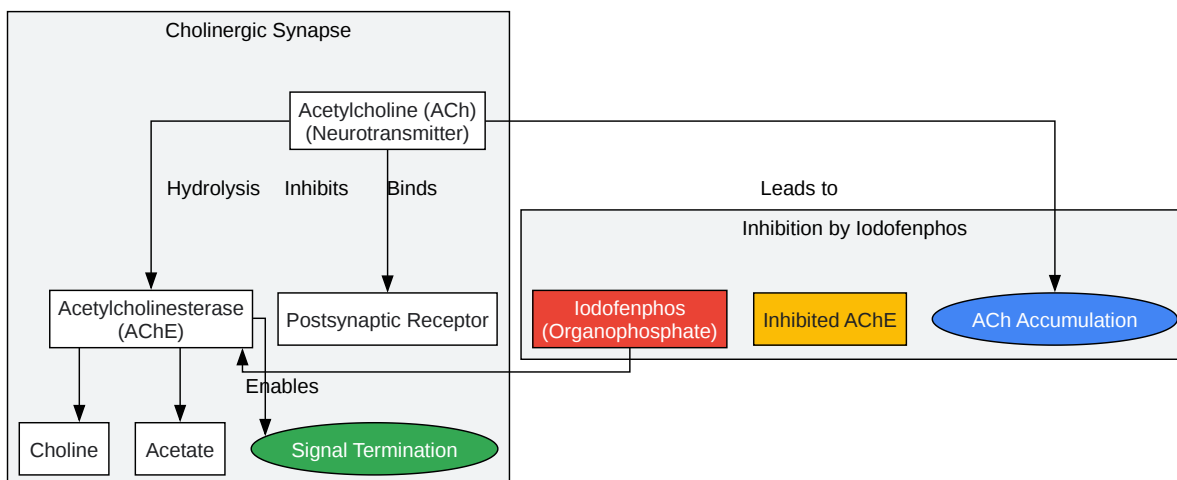 Cholinergic Synapse
Acetylcholine (ACh)
(Neurotransmitter)
Hydrolysis
Inhibits
Binds
Leads to
Inhibition by Iodofenphos
Acetylcholinesterase
(AChE)
Postsynaptic Receptor
Iodofenphos
(Organophosphate)
Inhibited AChE
ACh Accumulation
Enables
Choline
Acetate
Signal Termination